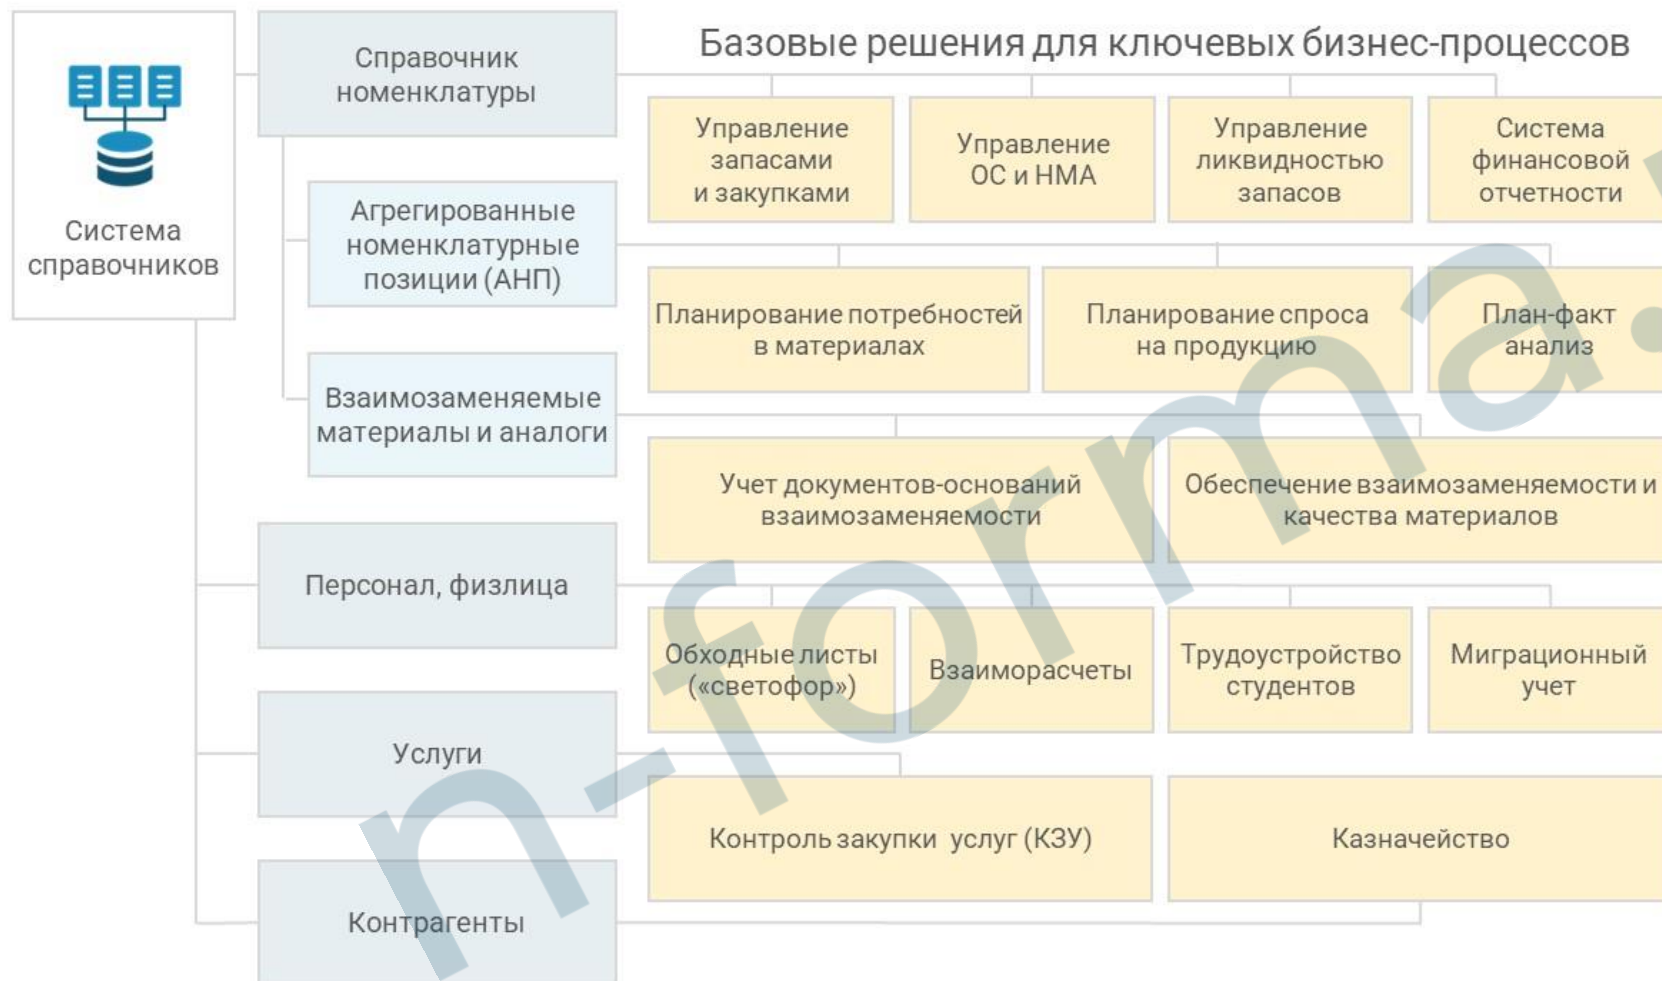 Базовые решения для ключевых бизнес-процессов
Система
справочников
Справочник
номенклатуры
Управление
запасами
и закупками
Управление
ОС и НМА
Управление
ликвидностью
запасов
Система
финансовой
отчетности
Агрегированные
номенклатурные
позиции (АНП)
Планирование потребностей
в материалах
Планирование спроса
на продукцию
План-факт
анализ
Взаимозаменяемые
материалы и аналоги
Учет документов-оснований
взаимозаменяемости
Обеспечение взаимозаменяемости и
качества материалов
Персонал, физлица
Обходные листы
(«светофор»)
Взаиморасчеты
Трудоустройство
студентов
Миграционный
учет
Услуги
Контроль закупки услуг (КЗУ)
Казначейство
Контрагенты
n-forma.